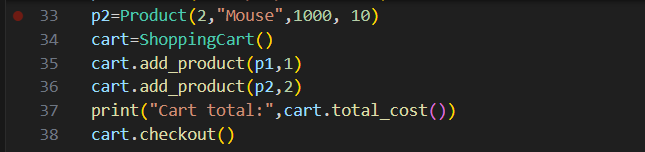 33 p2=Product(2,"Mouse",1000, 10)
34 cart=ShoppingCart()
35 cart.add_product(p1,1)
36 cart.add_product(p2,2)
37 print("Cart total:",cart.total_cost())
38 cart.checkout()